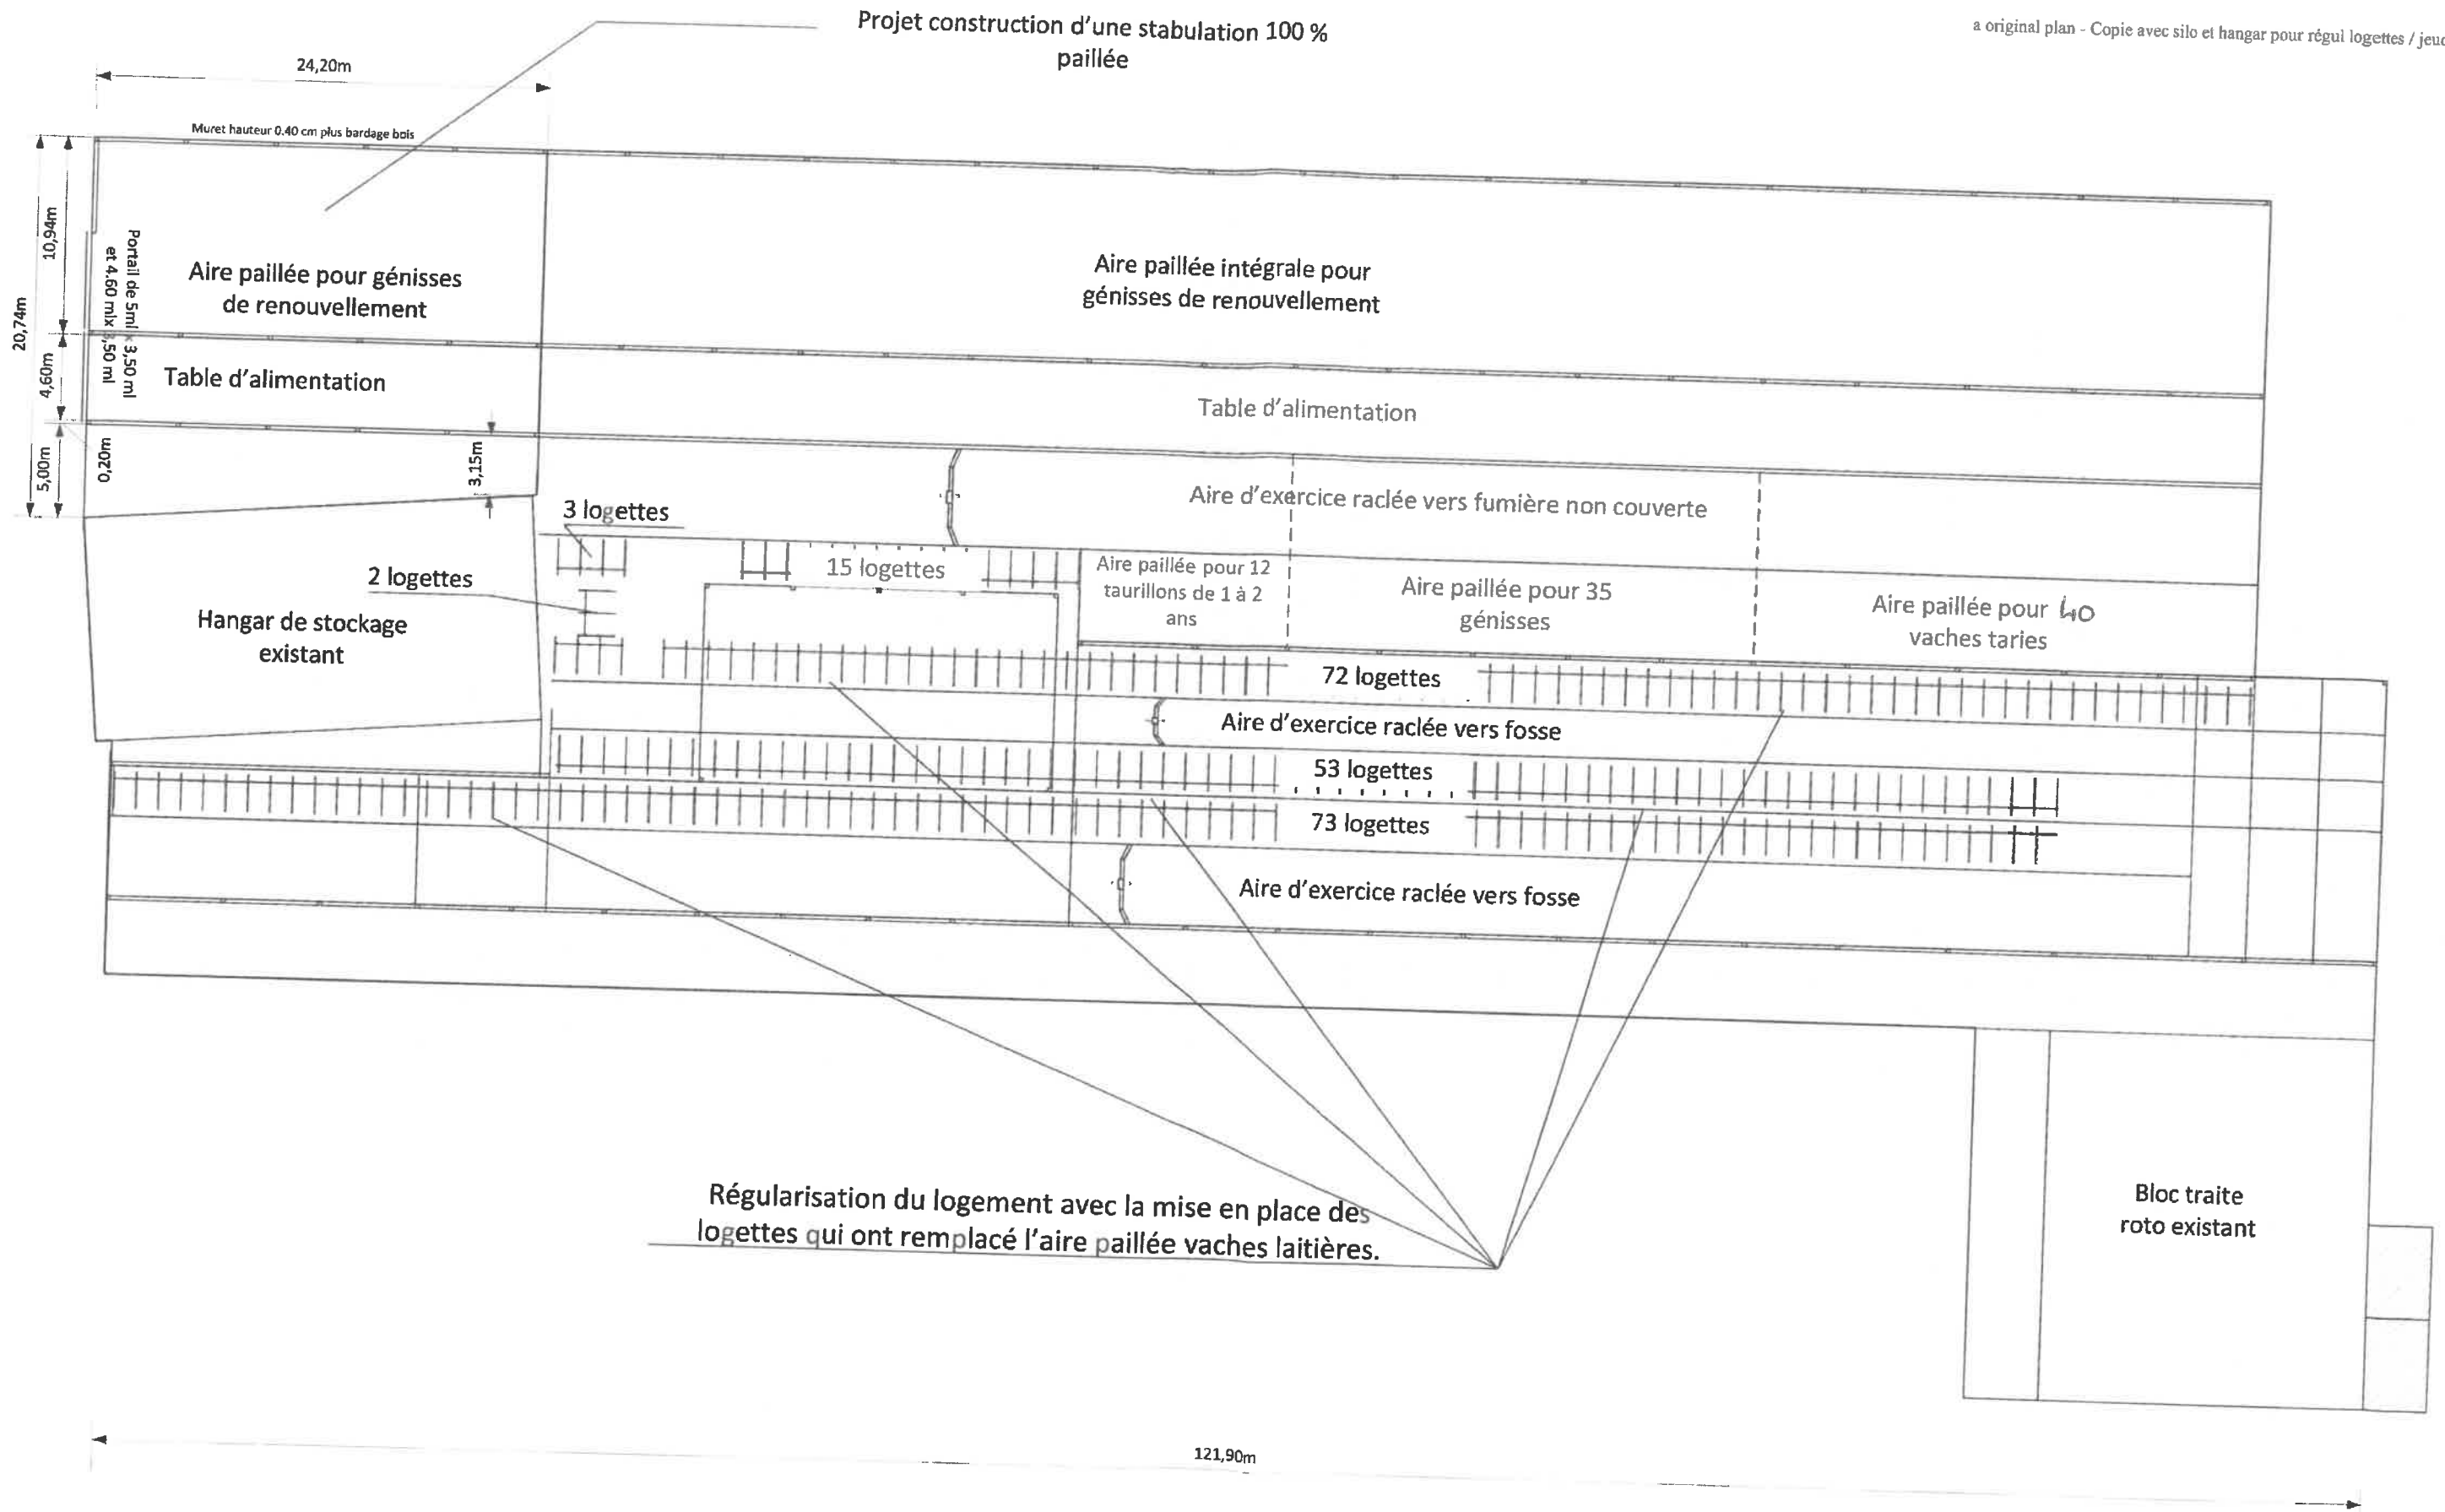 a original plan - Copie avec silo et hangar pour régul logettes / jeud
Projet construction d'une stabulation 100 %
paillée
24,20m
Muret hauteur 0.40 cm plus bardage bois
20,74m
10,94m
4,60m
5,00m
0,20m
3,15m
Portail de 5ml x 3,50 ml
et 4.60 mlx 3,50 ml
Aire paillée pour génisses
de renouvellement
Aire paillée intégrale pour
génisses de renouvellement
Table d'alimentation
Table d'alimentation
Aire d'exercice raclée vers fumière non couverte
3 logettes
15 logettes
2 logettes
Aire paillée pour 12
taurillons de 1 à 2
ans
Aire paillée pour 35
génisses
Aire paillée pour 40
vaches taries
Hangar de stockage
existant
72 logettes
Aire d'exercice raclée vers fosse
53 logettes
73 logettes
Aire d'exercice raclée vers fosse
Régularisation du logement avec la mise en place des
logettes qui ont remplacé l'aire paillée vaches laitières.
Bloc traite
roto existant
121,90m